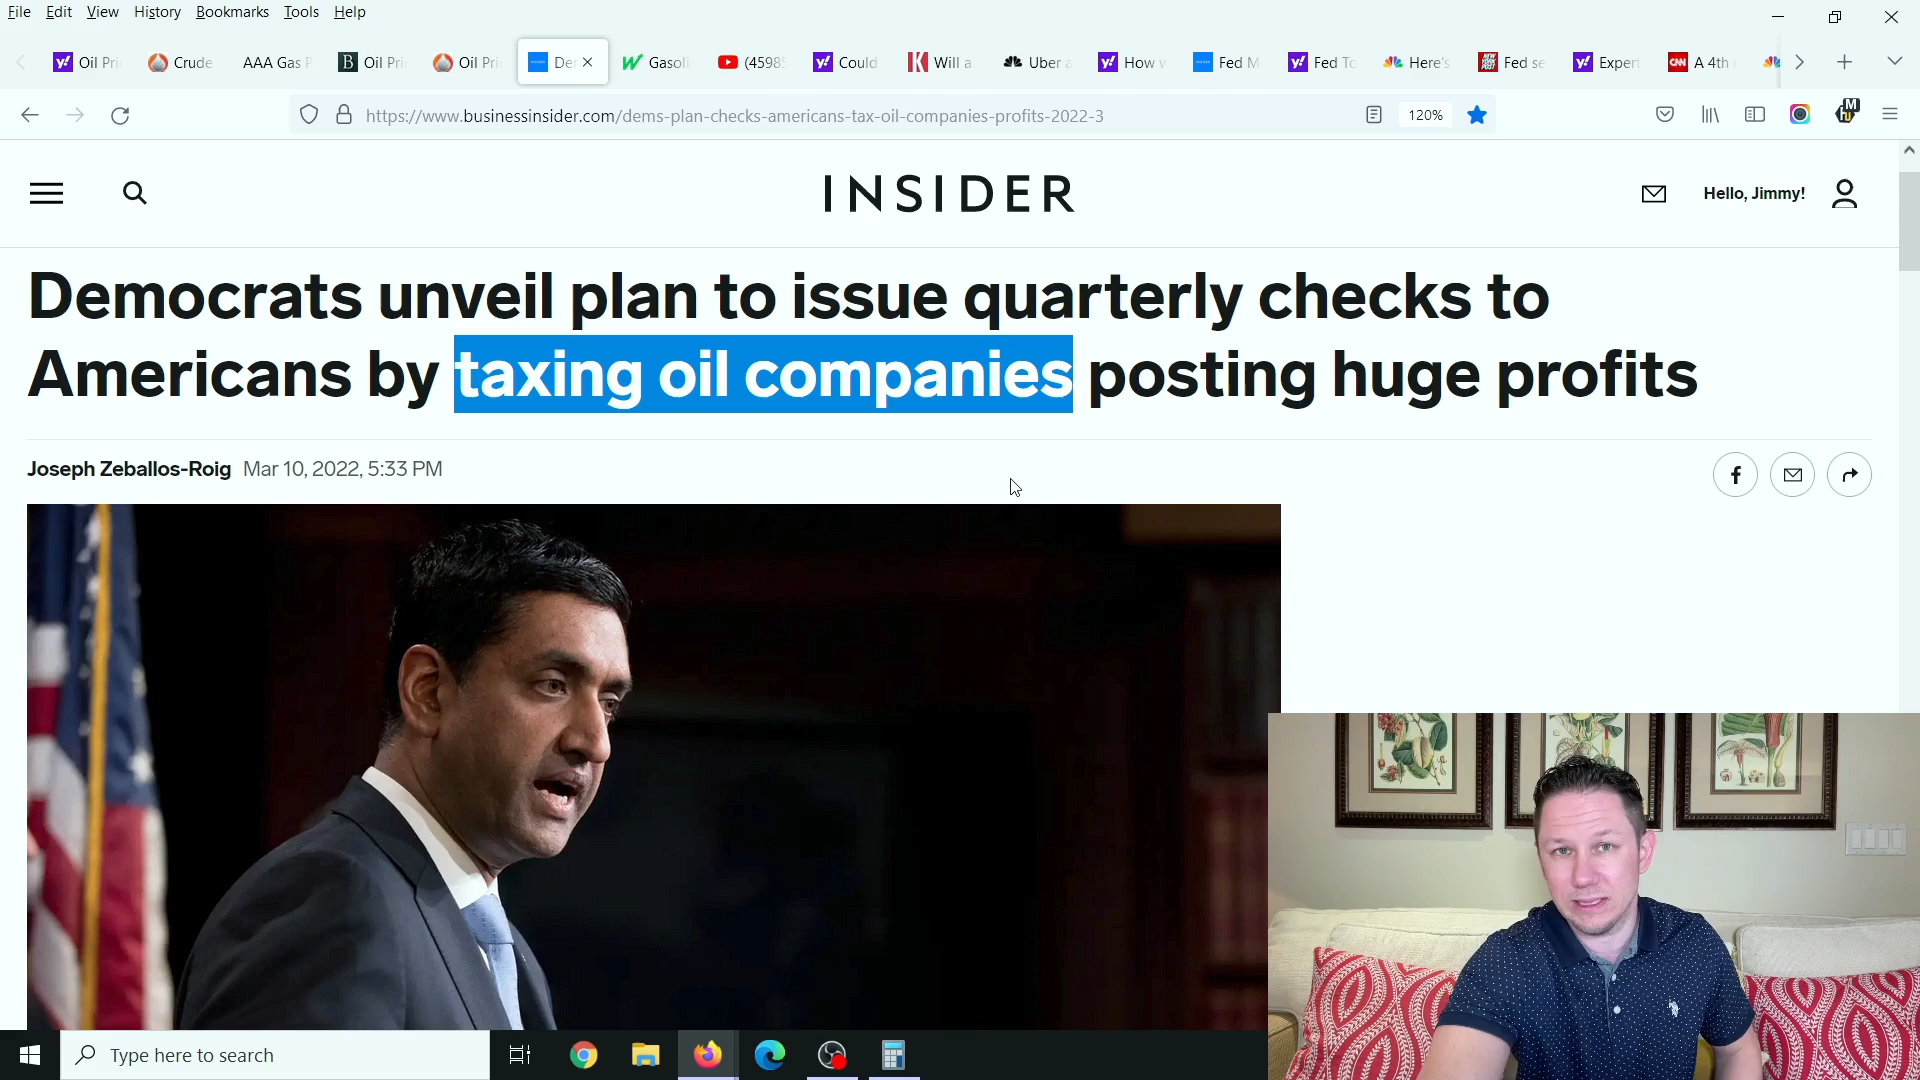 File Edit View History Bookmarks Tools Help
Oil Pri Crude AAA Gas P Oil Pri Oil Pri De Gasoli (4598 Could Will a Uber a How w Fed M Fed To Here's Fed se Expert A 4th
https://www.businessinsider.com/dems-plan-checks-americans-tax-oil-companies-profits-2022-3 120%
INSIDER
Hello, Jimmy!
Democrats unveil plan to issue quarterly checks to
Americans by taxing oil companies posting huge profits
Joseph Zeballos-Roig Mar 10, 2022, 5:33 PM
Type here to search